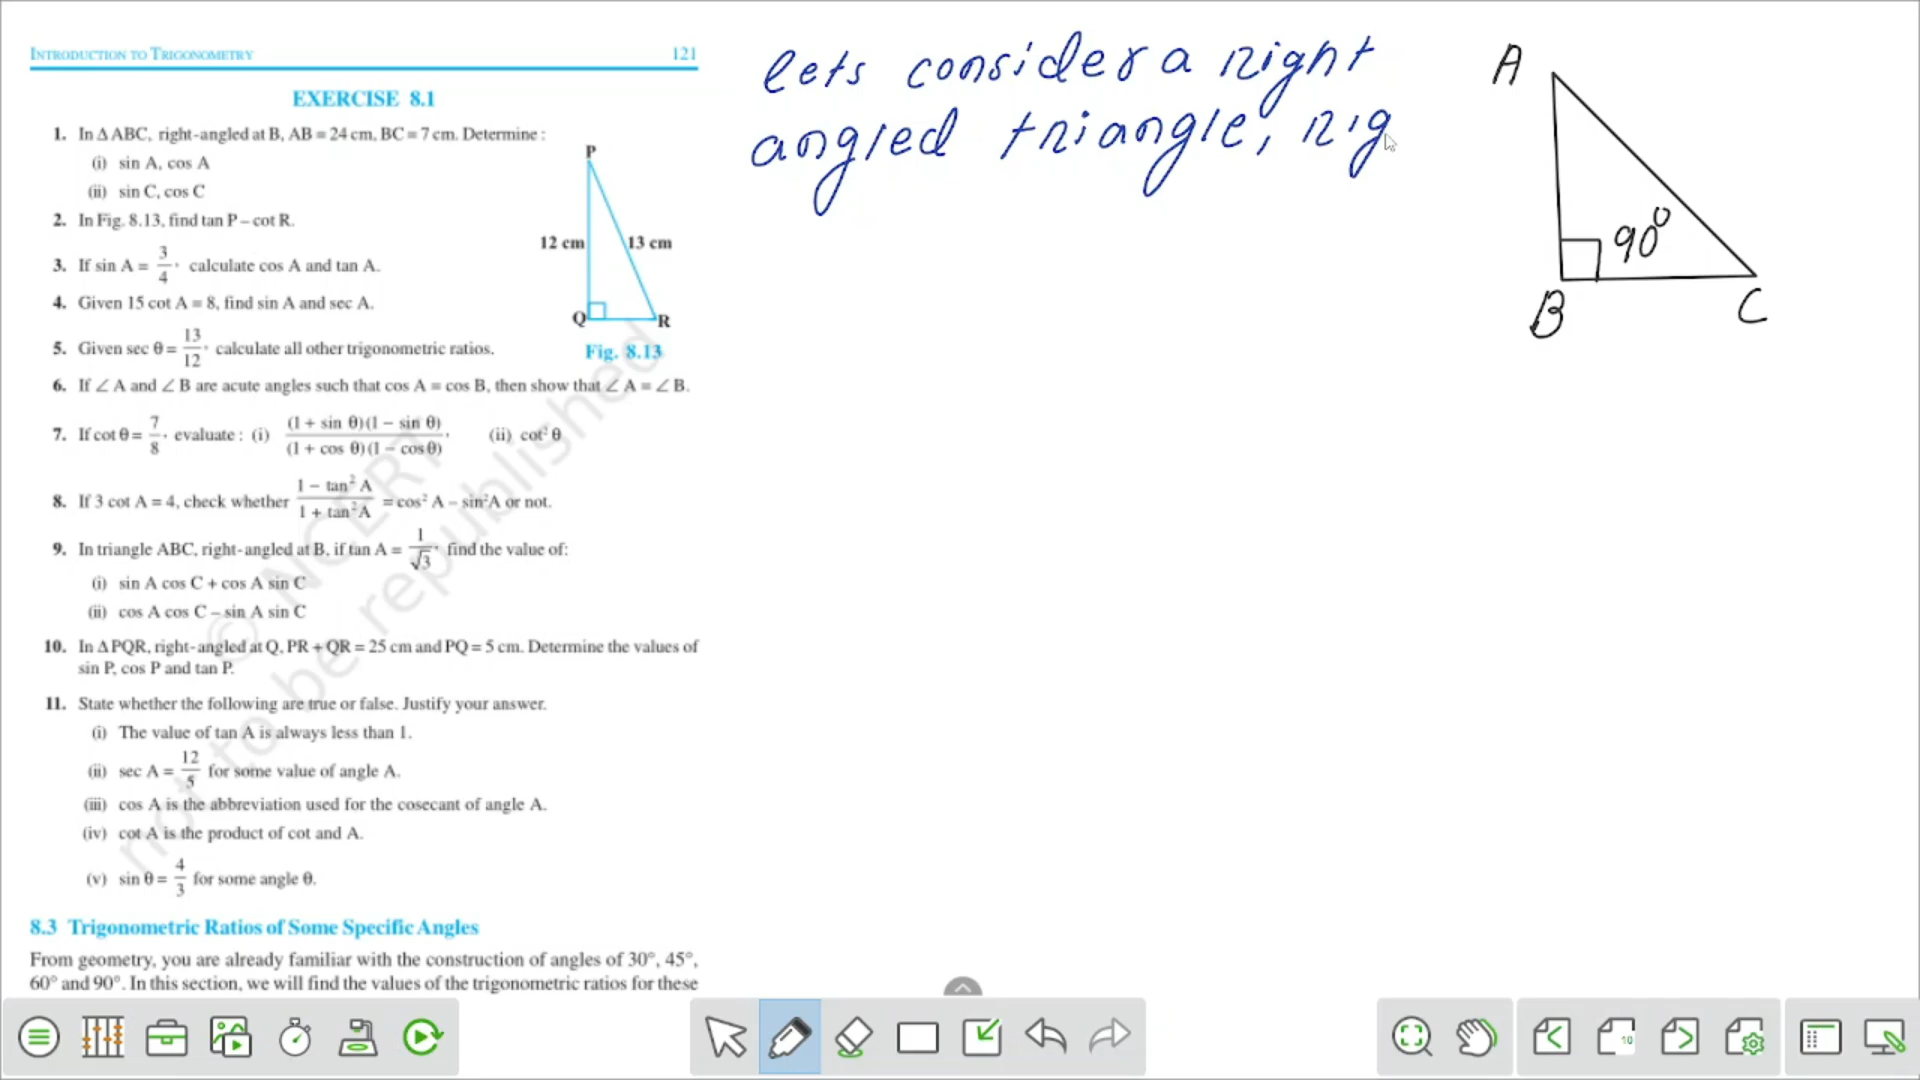 INTRODUCTION TO TRIGONOMETRY 121
EXERCISE 8.1
1. In Δ ABC, right-angled at B, AB = 24 cm, BC = 7 cm. Determine :
(i) sin A, cos A
(ii) sin C, cos C
2. In Fig. 8.13, find tan P – cot R.
3. If sin A = 3/4, calculate cos A and tan A.
4. Given 15 cot A = 8, find sin A and sec A.
5. Given sec θ = 13/12, calculate all other trigonometric ratios.
P
12 cm 13 cm
Q R
Fig. 8.13
6. If ∠ A and ∠ B are acute angles such that cos A = cos B, then show that ∠ A = ∠ B.
7. If cot θ = 7/8, evaluate : (i) (1 + sin θ)(1 – sin θ)/(1 + cos θ)(1 – cos θ), (ii) cot² θ
8. If 3 cot A = 4, check whether (1 – tan² A)/(1 + tan² A) = cos² A – sin² A or not.
9. In triangle ABC, right-angled at B, if tan A = 1/√3, find the value of:
(i) sin A cos C + cos A sin C
(ii) cos A cos C – sin A sin C
10. In Δ PQR, right-angled at Q, PR + QR = 25 cm and PQ = 5 cm. Determine the values of
sin P, cos P and tan P.
11. State whether the following are true or false. Justify your answer.
(i) The value of tan A is always less than 1.
(ii) sec A = 12/5 for some value of angle A.
(iii) cos A is the abbreviation used for the cosecant of angle A.
(iv) cot A is the product of cot and A.
(v) sin θ = 4/3 for some angle θ.
8.3 Trigonometric Ratios of Some Specific Angles
From geometry, you are already familiar with the construction of angles of 30°, 45°,
60° and 90°. In this section, we will find the values of the trigonometric ratios for these
© NCERT
not to be republished
lets consider a right
angled triangle, rig
A
90°
B C
10